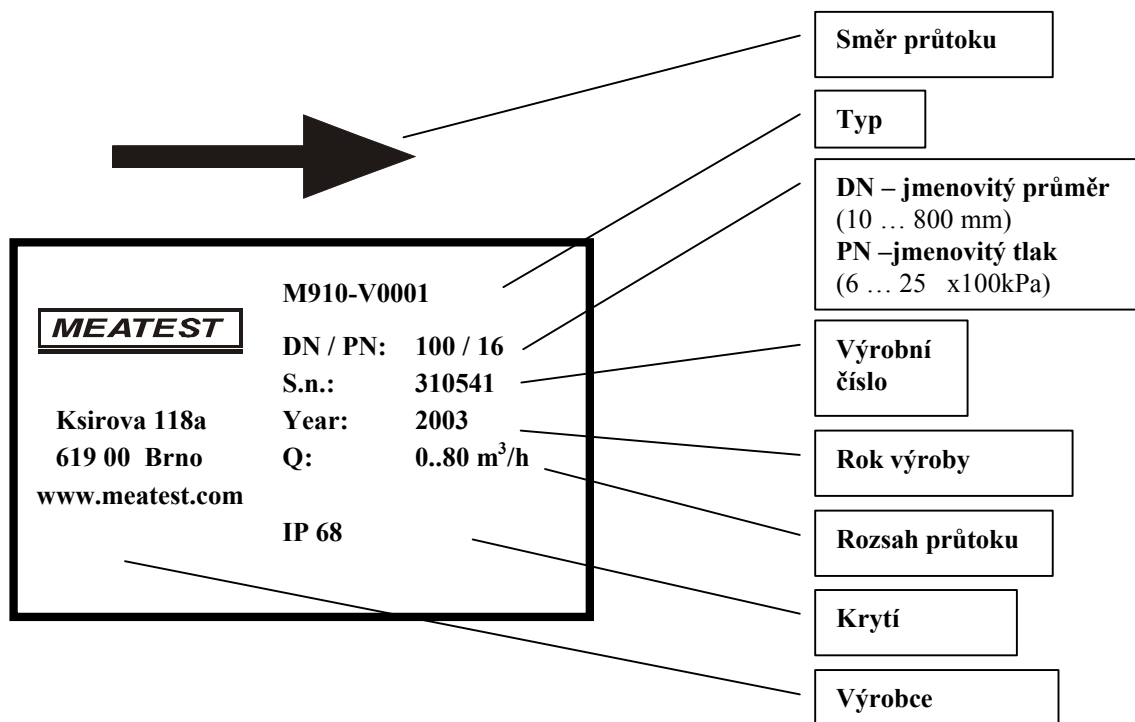 Směr průtoku
Typ
DN – jmenovitý průměr
(10 … 800 mm)
PN –jmenovitý tlak
(6 … 25 x100kPa)
Výrobní
číslo
Rok výroby
Rozsah průtoku
Krytí
Výrobce
MEATEST
Ksirova 118a
619 00 Brno
www.meatest.com
M910-V0001
DN / PN: 100 / 16
S.n.: 310541
Year: 2003
Q: 0..80 m³/h
IP 68